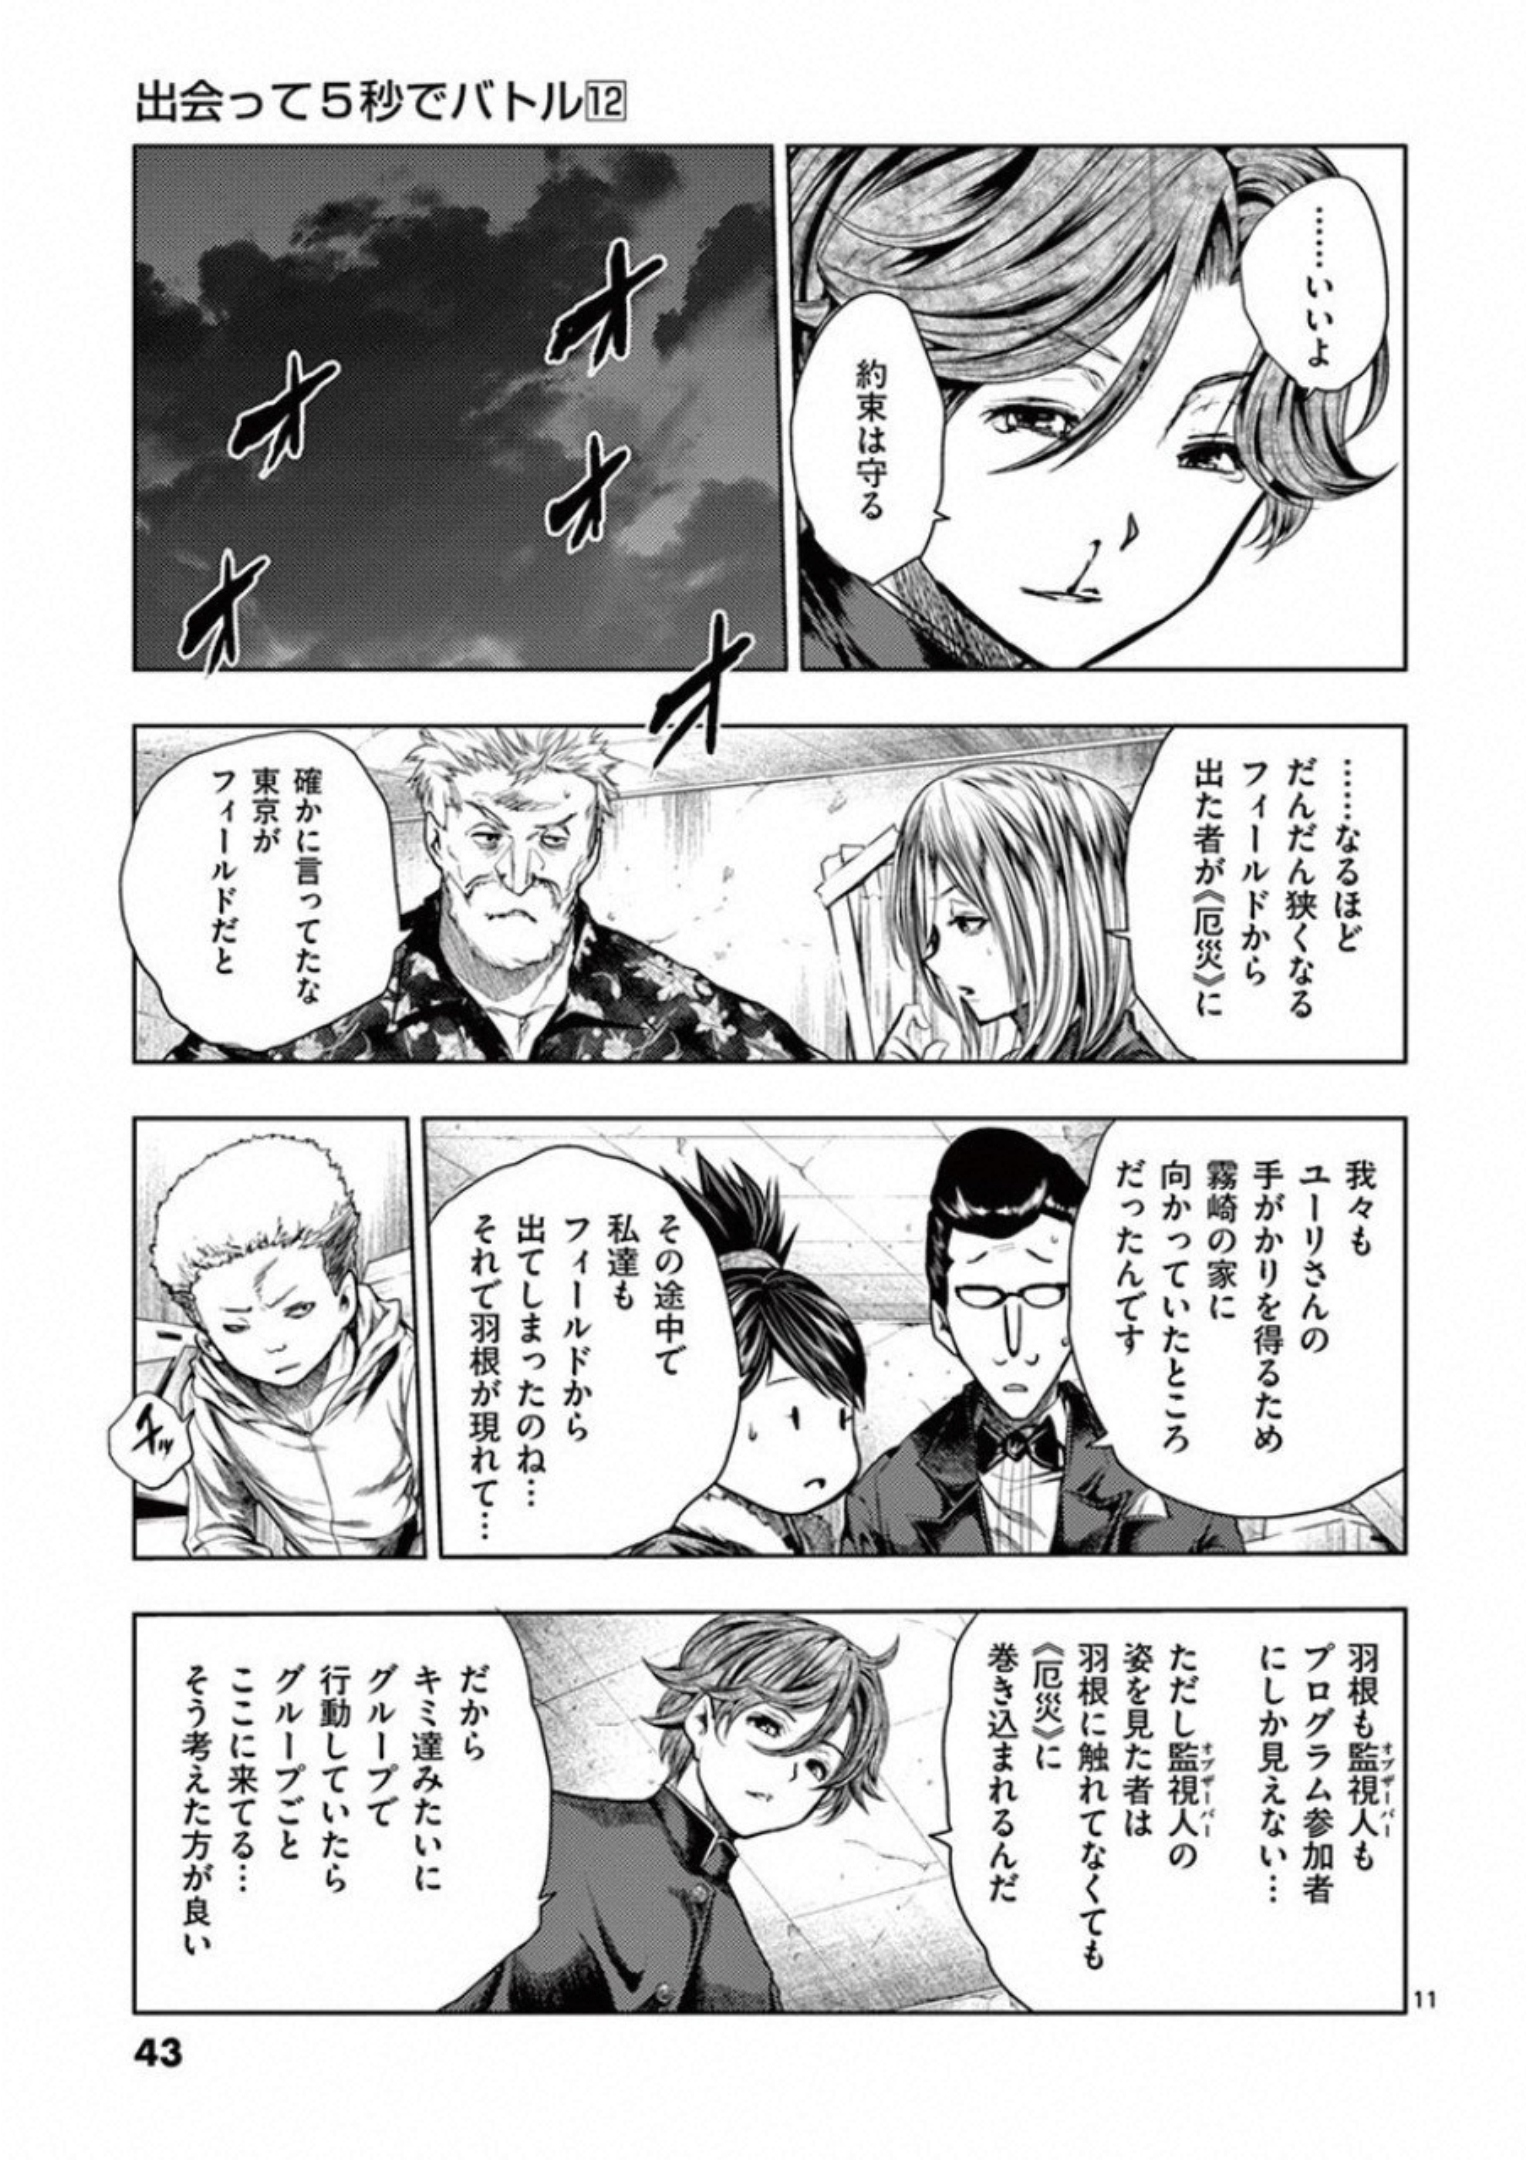 出会って5秒でバトル12
……いいよ
約束は守る
オオオオオ
……なるほど
だんだん狭くなる
フィールドから
出た者が《厄災》に
確かに言ってたな
東京が
フィールドだと
我々も
ユーリさんの
手がかりを得るため
霧崎の家に
向かっていたところ
だったんです
その途中で
私達も
フィールドから
出てしまったのね…
それで羽根が現れて…
チッ
羽根も監視人も
オブザーバー
プログラム参加者
にしか見えない…
ただし監視人の
オブザーバー
姿を見た者は
羽根に触れてなくても
《厄災》に
巻き込まれるんだ
だから
キミ達みたいに
グループで
行動していたら
グループごと
ここに来てる…
そう考えた方が良い
11
43